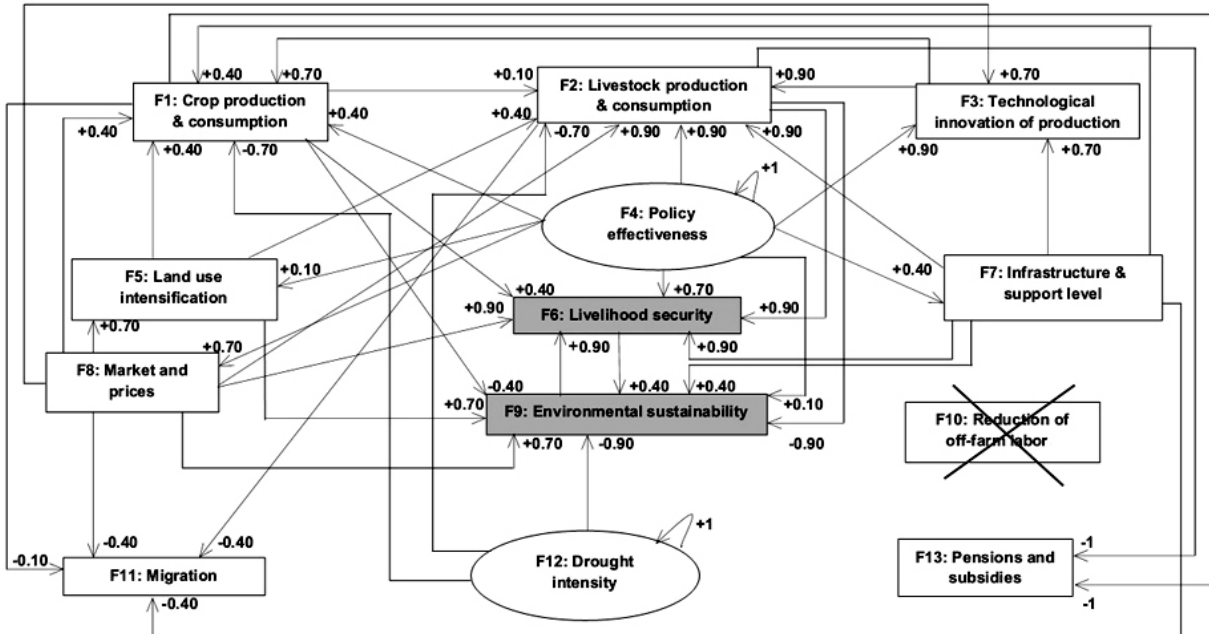 +0.40
+0.70
+0.10
+0.90
+0.70
F1: Crop production
& consumption
F2: Livestock production
& consumption
F3: Technological
innovation of production
+0.40
+0.40
+0.40
+0.40
-0.70
-0.70
+0.90
+0.90
+0.90
+0.90
+0.70
+1
F4: Policy
effectiveness
F5: Land use
intensification
+0.10
+0.40
F7: Infrastructure &
support level
+0.40
+0.70
+0.90
F6: Livelihood security
+0.90
+0.70
+0.70
+0.90
+0.90
F8: Market and
prices
-0.40
+0.40
+0.40
+0.70
F9: Environmental sustainability
+0.10
+0.70
-0.90
-0.90
F10: Reduction of
off-farm labor
+1
-0.10
-0.40
-0.40
F11: Migration
F12: Drought
intensity
F13: Pensions and
subsidies
-1
-1
-0.40